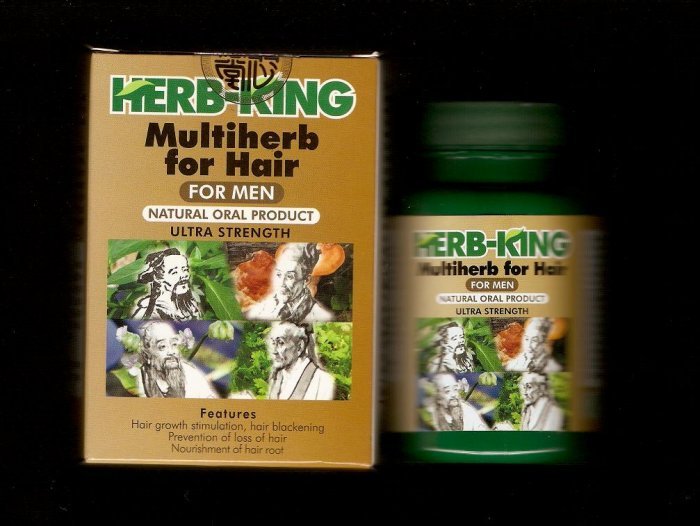 HERB-KING
Multiherb
for Hair
FOR MEN
NATURAL ORAL PRODUCT
ULTRA STRENGTH
Features
Hair growth stimulation, hair blackening
Prevention of loss of hair
Nourishment of hair root
HERB-KING
Multiherb for Hair
FOR MEN
NATURAL ORAL PRODUCT
ULTRA STRENGTH